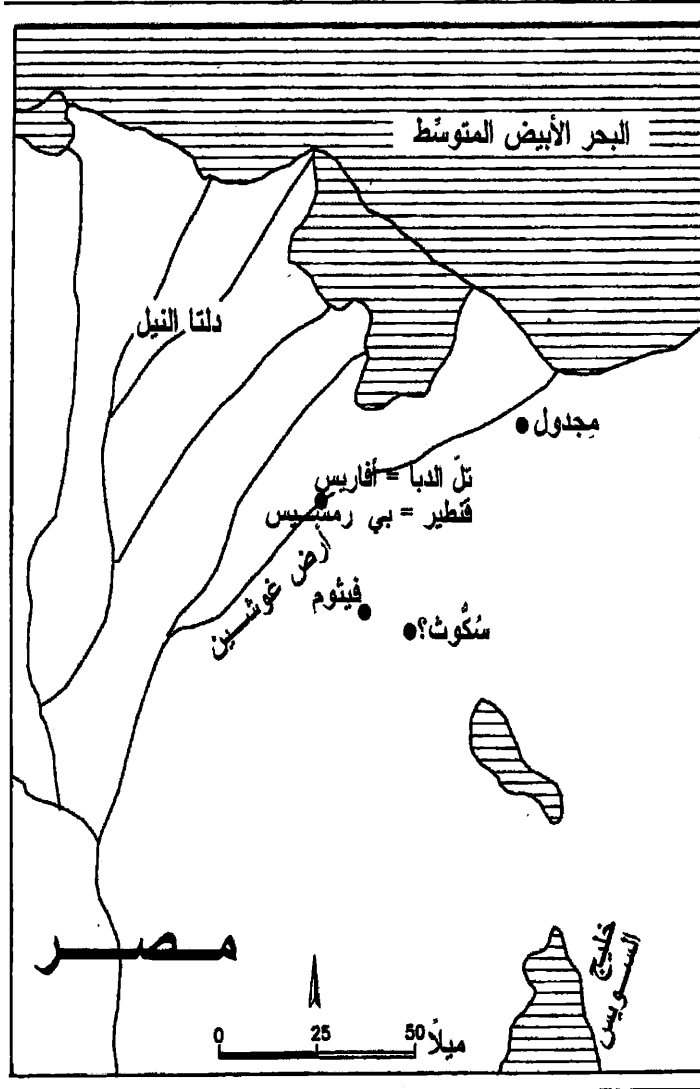 البحر الأبيض المتوسِّط
دلتا النيل
مِجدول
تلّ الدبا = أفاريس
قنطير = بي رمسيس
أرض غوشين
فيثوم
سُكُّوث؟
مصر
خليج
السويس
0 25 50 ميلاً